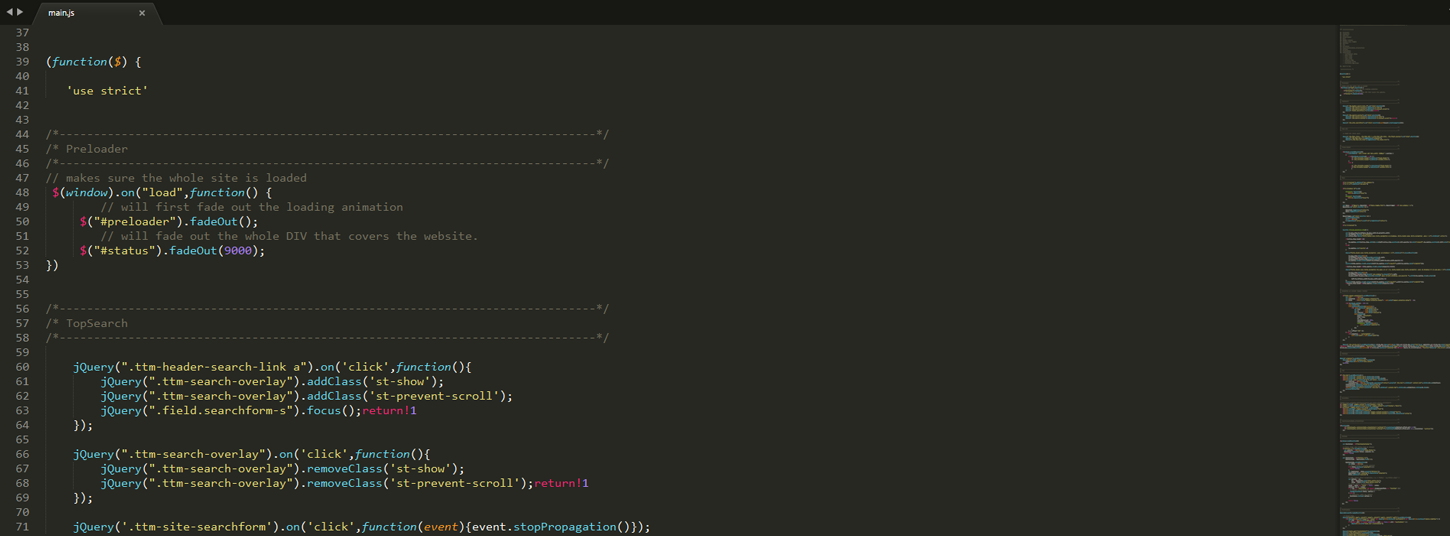 main.js
37
38
39 (function($) {
40
41 'use strict'
42
43
44 /*------------------------------------------------------------------------------*/
45 /* Preloader
46 /*------------------------------------------------------------------------------*/
47 // makes sure the whole site is loaded
48 $(window).on("load",function() {
49 // will first fade out the loading animation
50 $("#preloader").fadeOut();
51 // will fade out the whole DIV that covers the website.
52 $("#status").fadeOut(9000);
53 })
54
55
56 /*------------------------------------------------------------------------------*/
57 /* TopSearch
58 /*------------------------------------------------------------------------------*/
59
60 jQuery(".ttm-header-search-link a").on('click',function(){
61 jQuery(".ttm-search-overlay").addClass('st-show');
62 jQuery(".ttm-search-overlay").addClass('st-prevent-scroll');
63 jQuery(".field.searchform-s").focus();return!1
64 });
65
66 jQuery(".ttm-search-overlay").on('click',function(){
67 jQuery(".ttm-search-overlay").removeClass('st-show');
68 jQuery(".ttm-search-overlay").removeClass('st-prevent-scroll');return!1
69 });
70
71 jQuery('.ttm-site-searchform').on('click',function(event){event.stopPropagation()});